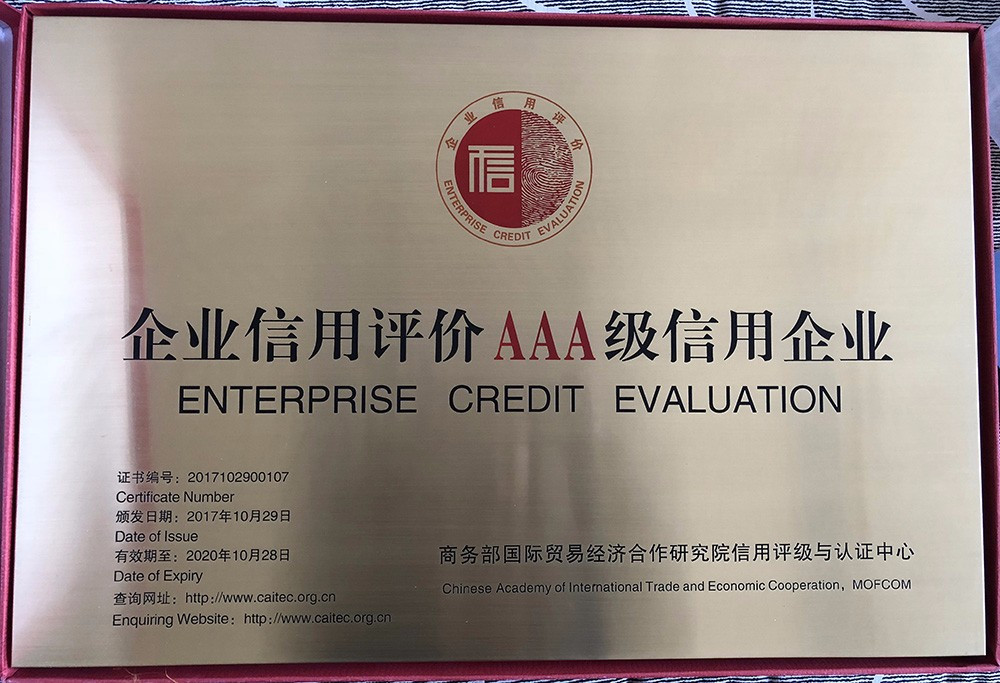 企业信用评价
信
ENTERPRISE CREDIT EVALUATION
企业信用评价AAA级信用企业
ENTERPRISE CREDIT EVALUATION
证书编号：2017102900107
Certificate Number
颁发日期：2017年10月29日
Date of Issue
有效期至：2020年10月28日
Date of Expiry
查询网址：http://www.caitec.org.cn
Enquiring Website：http://www.caitec.org.cn
商务部国际贸易经济合作研究院信用评级与认证中心
Chinese Academy of International Trade and Economic Cooperation，MOFCOM